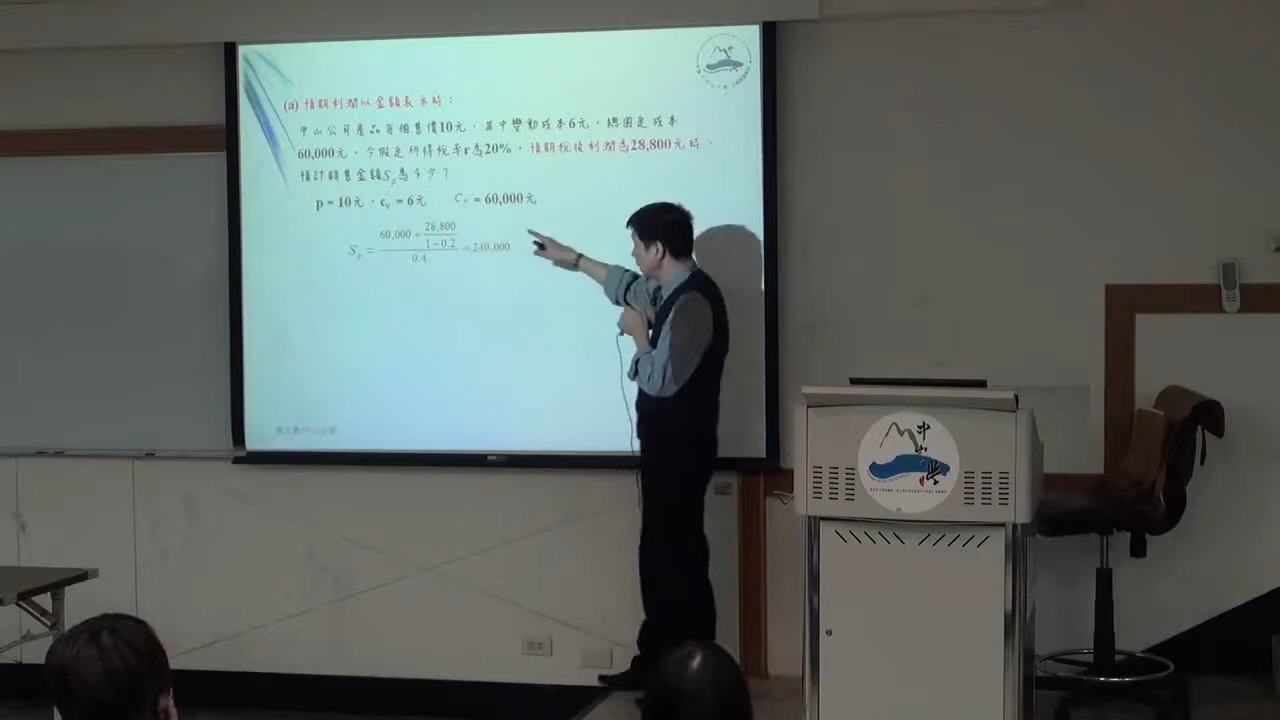 (a) 預期利潤以金額表示時：
中山公司產品每個售價10元，其中變動成本6元，總固定成本
60,000元。今假定所得稅率r為20%，預期稅後利潤為28,800元時，
預計銷售金額Sp為多少？
p = 10元，cv = 6元 CF = 60,000元
Sp = (60,000 + 28,800/(1−0.2))/0.4 = 240,000
中山學